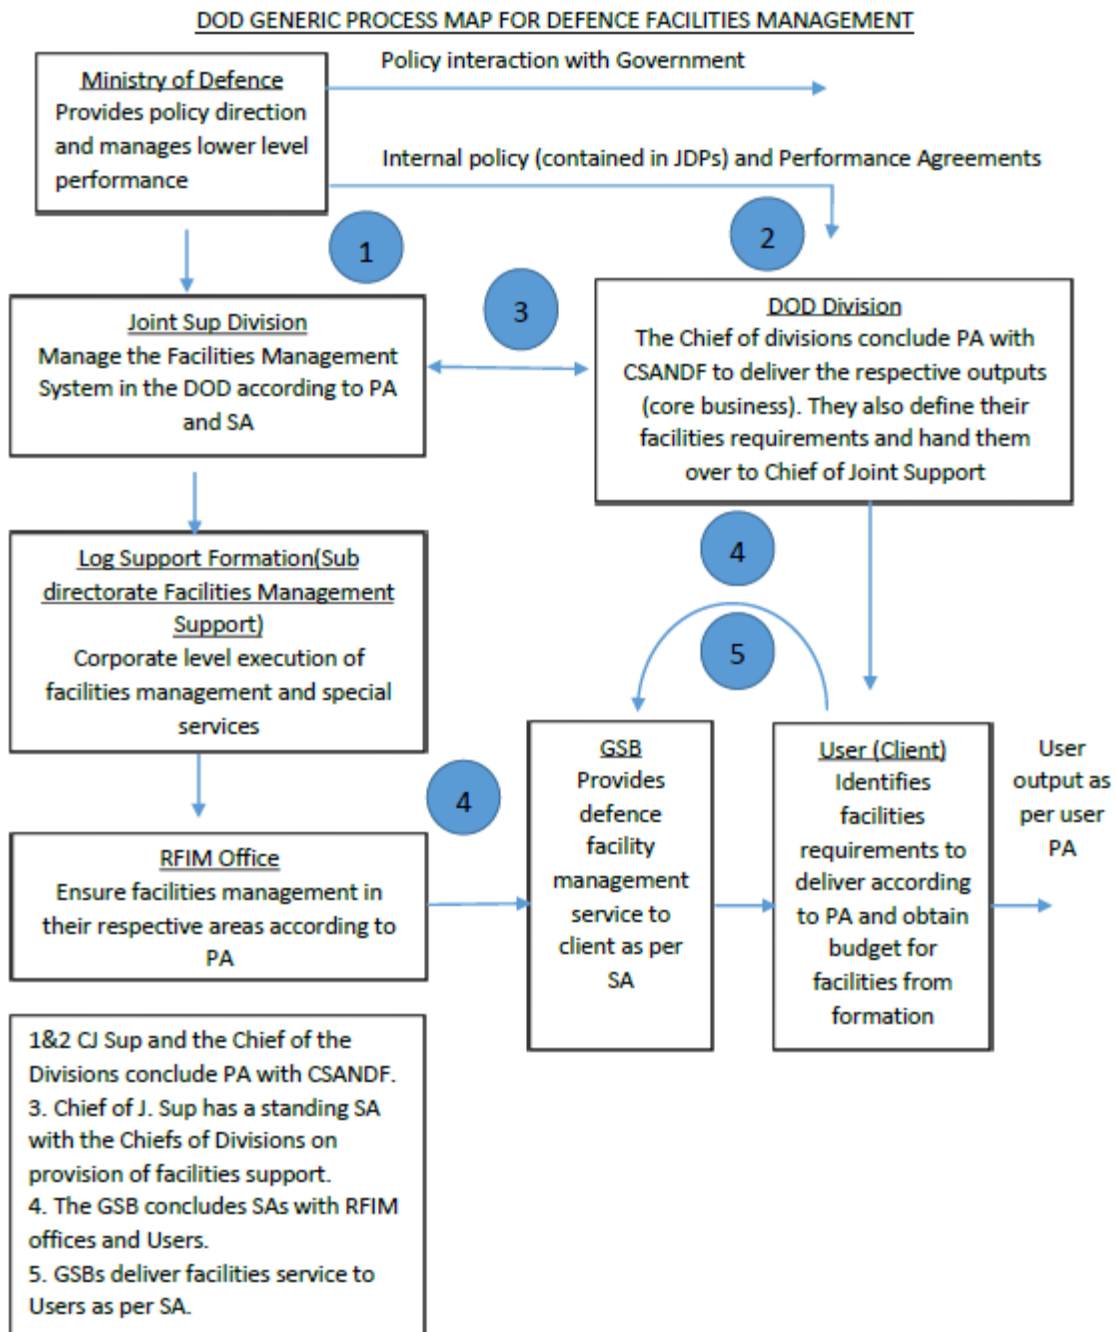 DOD GENERIC PROCESS MAP FOR DEFENCE FACILITIES MANAGEMENT
Policy interaction with Government
Ministry of Defence
Provides policy direction
and manages lower level
performance
Internal policy (contained in JDPs) and Performance Agreements
1
2
3
Joint Sup Division
Manage the Facilities Management
System in the DOD according to PA
and SA
DOD Division
The Chief of divisions conclude PA with
CSANDF to deliver the respective outputs
(core business). They also define their
facilities requirements and hand them
over to Chief of Joint Support
Log Support Formation(Sub
directorate Facilities Management
Support)
Corporate level execution of
facilities management and special
services
4
5
RFIM Office
Ensure facilities management in
their respective areas according to
PA
4
GSB
Provides
defence
facility
management
service to
client as per
SA
User (Client)
Identifies
facilities
requirements to
deliver according
to PA and obtain
budget for
facilities from
formation
User
output as
per user
PA
1&2 CJ Sup and the Chief of the
Divisions conclude PA with CSANDF.
3. Chief of J. Sup has a standing SA
with the Chiefs of Divisions on
provision of facilities support.
4. The GSB concludes SAs with RFIM
offices and Users.
5. GSBs deliver facilities service to
Users as per SA.